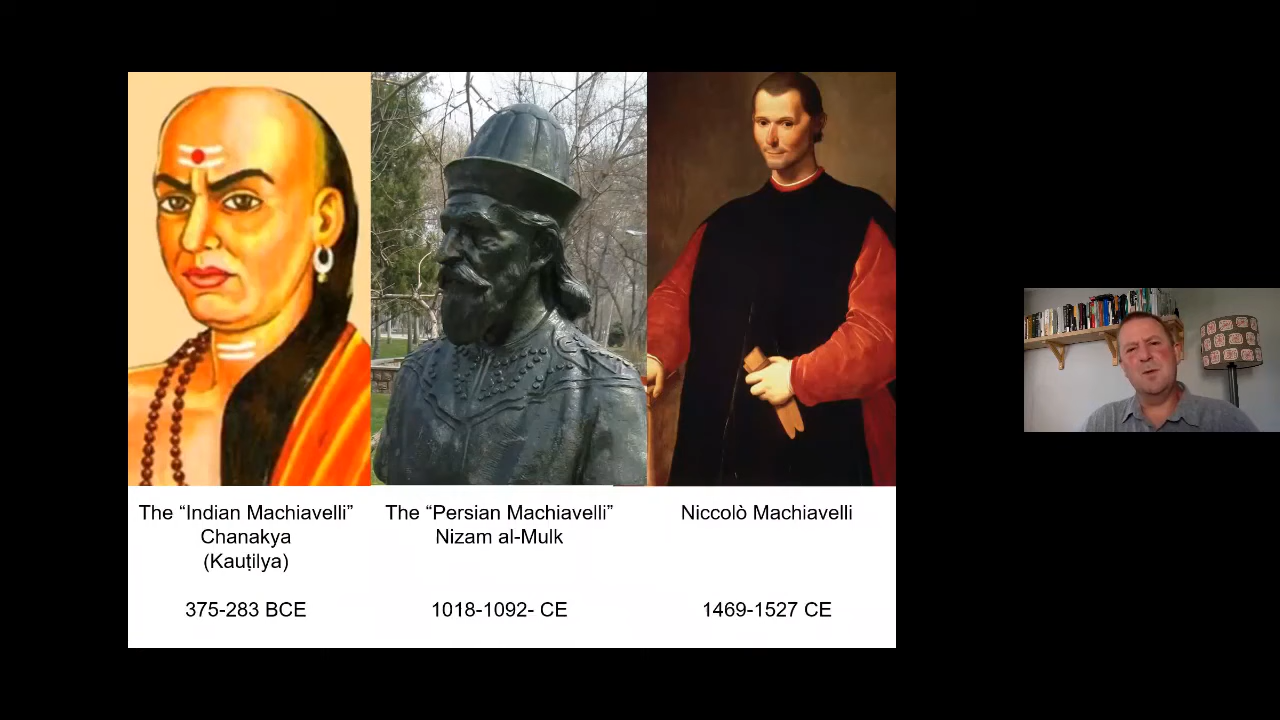 The “Indian Machiavelli”
Chanakya
(Kauṭilya)
375-283 BCE
The “Persian Machiavelli”
Nizam al-Mulk
1018-1092- CE
Niccolò Machiavelli
1469-1527 CE